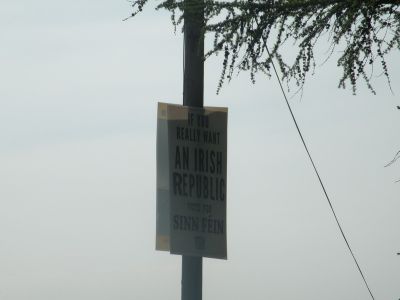 IF YOU
REALLY WANT
AN IRISH
REPUBLIC
VOTE FOR
SINN FÉIN